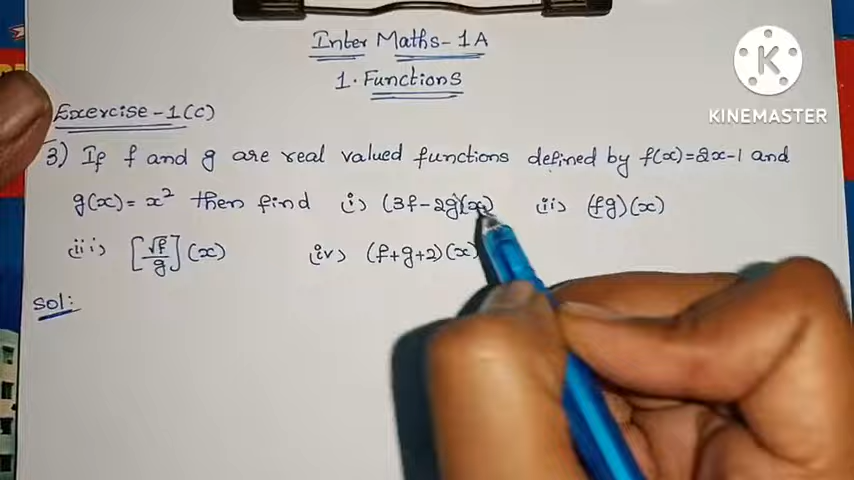 Inter Maths-1A
1. Functions
K
KINEMASTER
Exercise-1(c)
3) If f and g are real valued functions defined by f(x)=2x-1 and
g(x)= x² then find (i) (3f-2g)(x) (ii) (fg)(x)
(iii) [√f/g](x) (iv) (f+g+2)(x)
Sol: